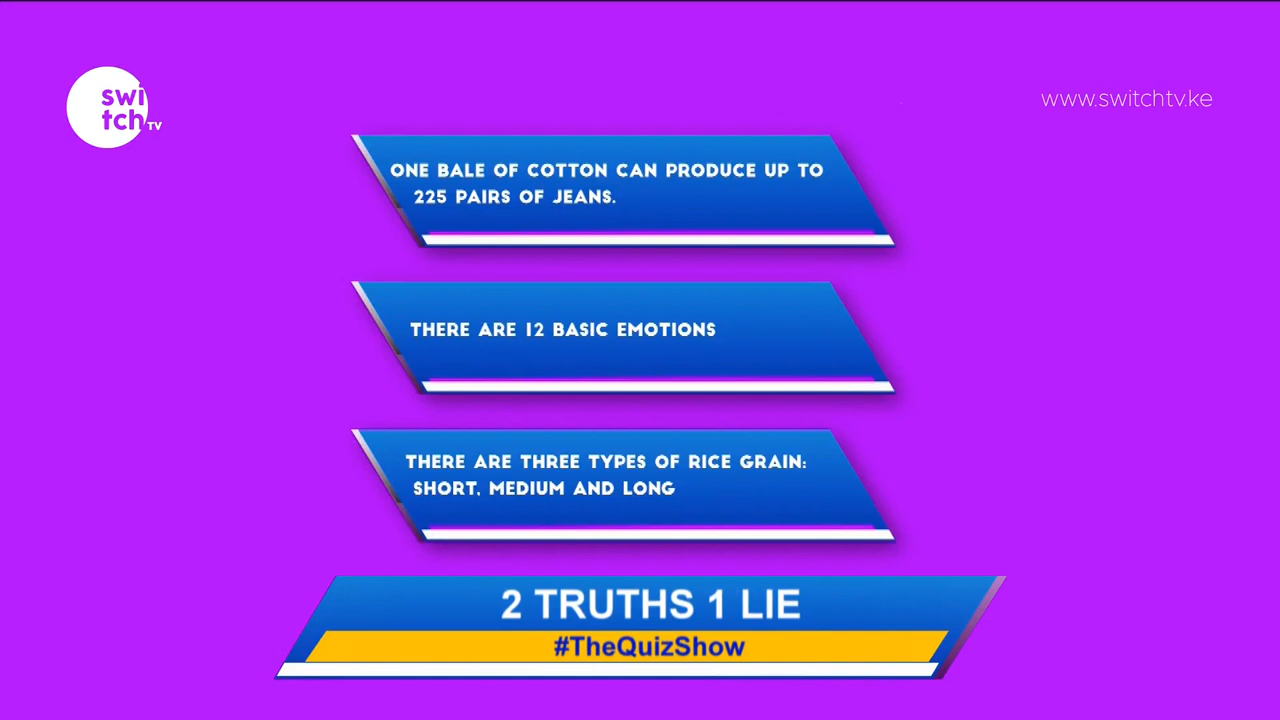 swi
tch TV
www.switchtv.ke
ONE BALE OF COTTON CAN PRODUCE UP TO
225 PAIRS OF JEANS.
THERE ARE 12 BASIC EMOTIONS
THERE ARE THREE TYPES OF RICE GRAIN:
SHORT, MEDIUM AND LONG
2 TRUTHS 1 LIE
#TheQuizShow